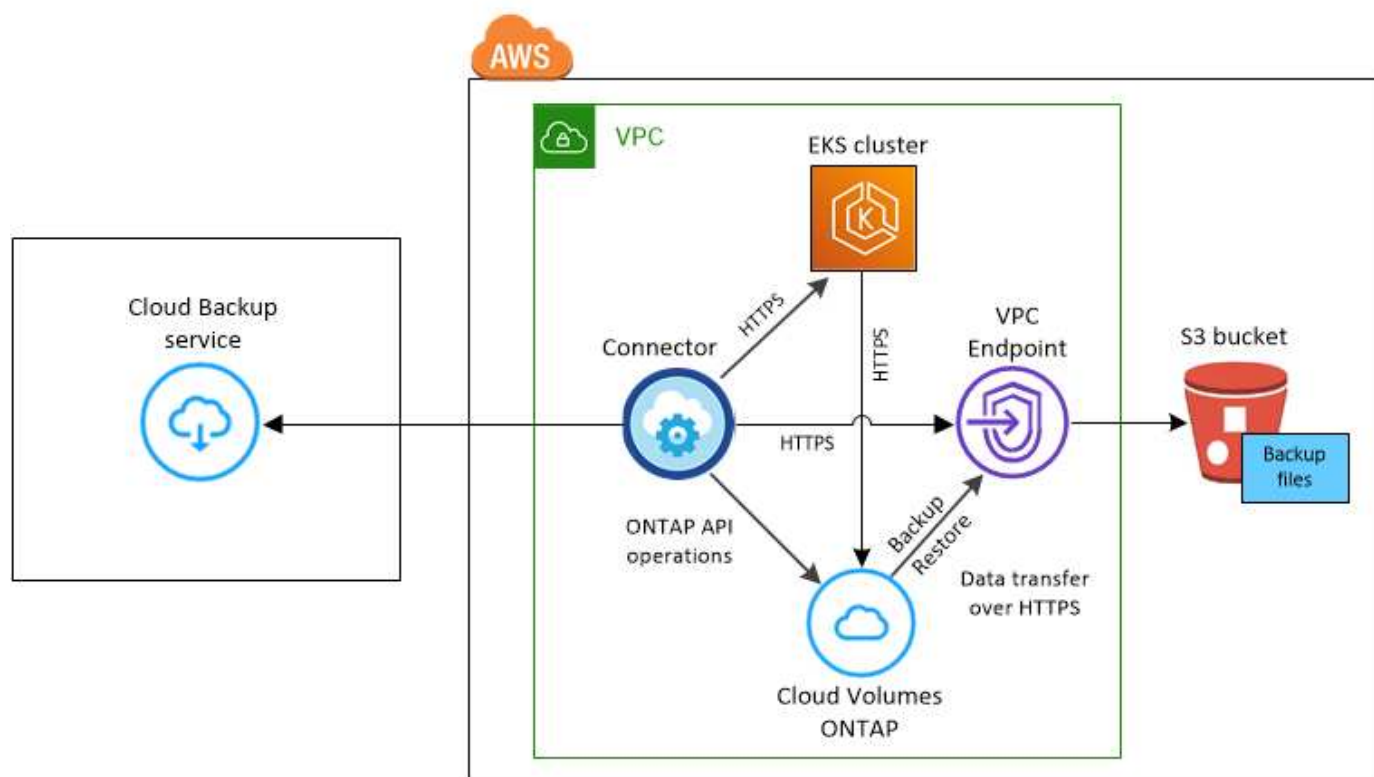 AWS
VPC
EKS cluster
Cloud Backup
service
HTTPS
VPC
Endpoint
S3 bucket
Connector
HTTPS
HTTPS
Backup
files
ONTAP API
operations
Backup
Restore
Data transfer
over HTTPS
Cloud Volumes
ONTAP
K